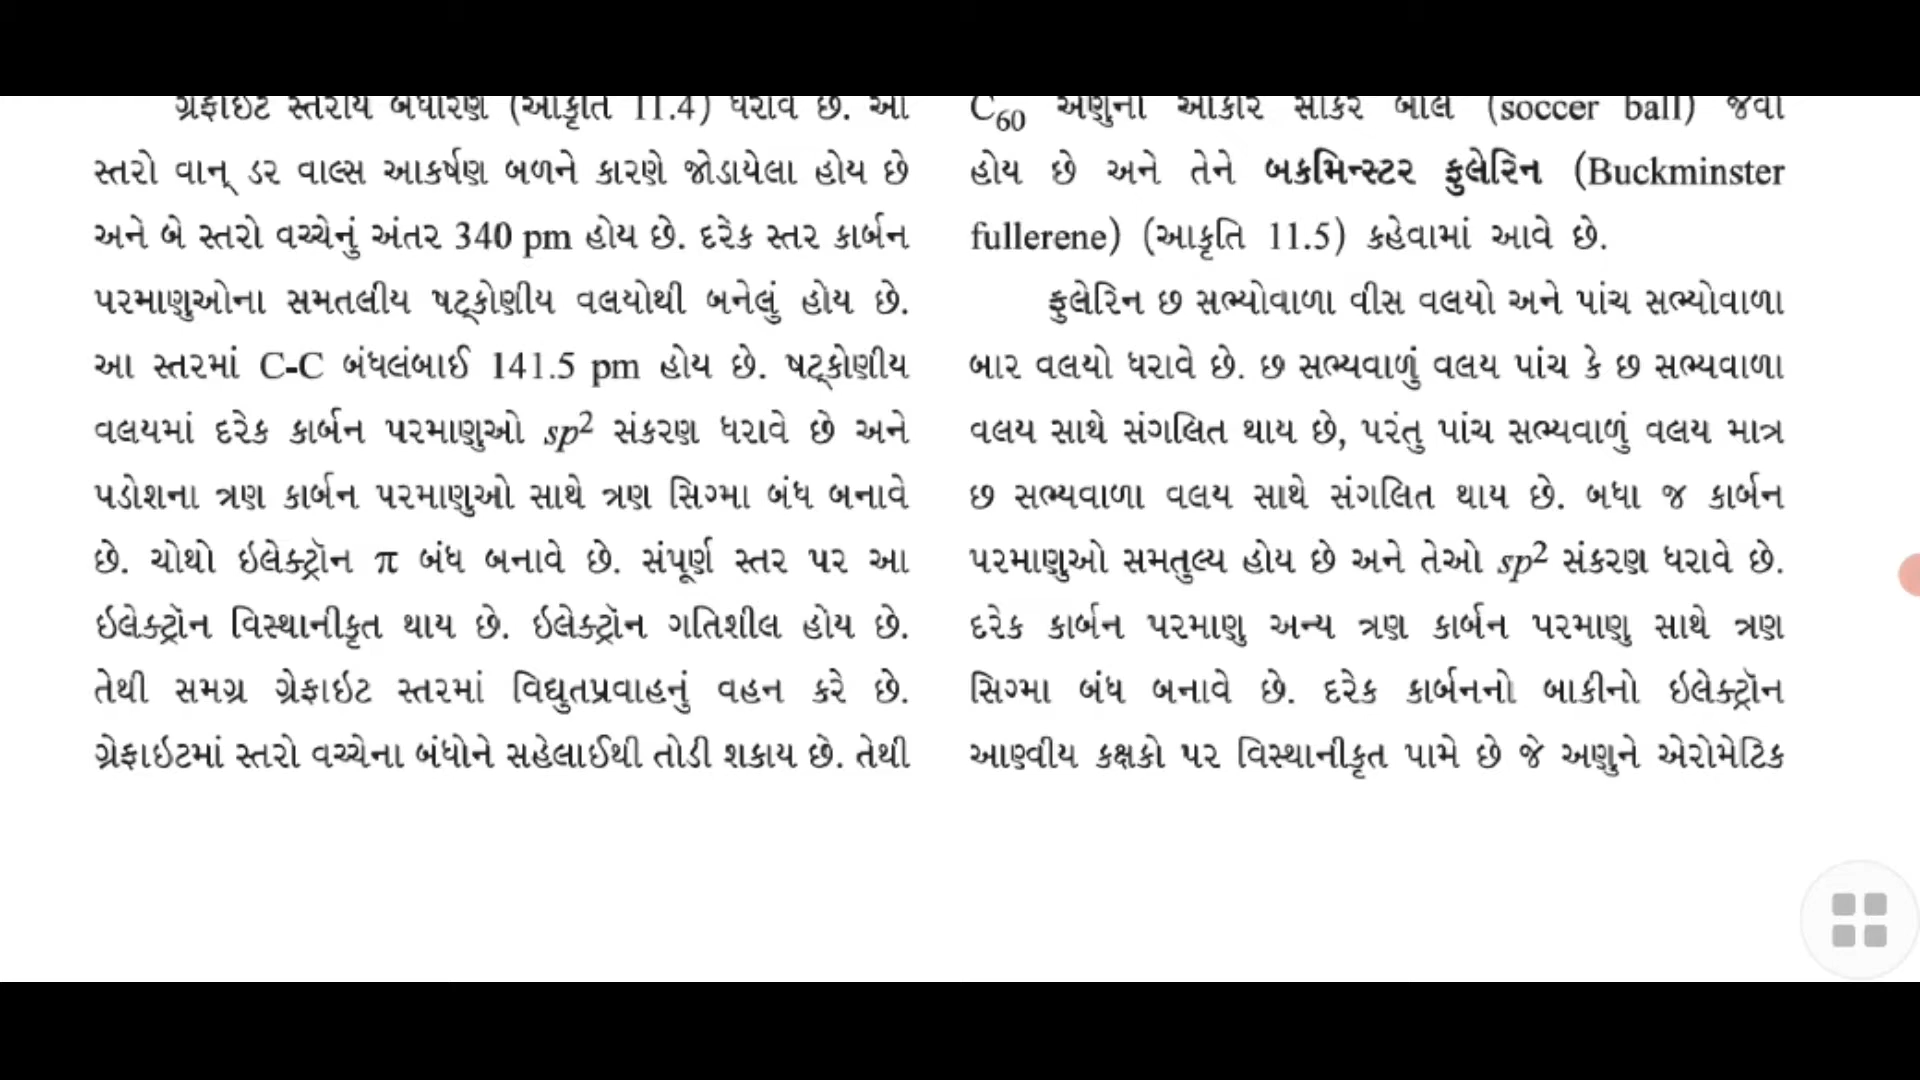 ગ્રેફાઇટ સ્તરીય બંધારણ (આકૃતિ 11.4) ધરાવે છે. આ
સ્તરો વાન્ ડર વાલ્સ આકર્ષણ બળને કારણે જોડાયેલા હોય છે
અને બે સ્તરો વચ્ચેનું અંતર 340 pm હોય છે. દરેક સ્તર કાર્બન
પરમાણુઓના સમતલીય ષટ્કોણીય વલયોથી બનેલું હોય છે.
આ સ્તરમાં C-C બંધલંબાઈ 141.5 pm હોય છે. ષટ્કોણીય
વલયમાં દરેક કાર્બન પરમાણુઓ sp² સંકરણ ધરાવે છે અને
પડોશના ત્રણ કાર્બન પરમાણુઓ સાથે ત્રણ સિગ્મા બંધ બનાવે
છે. ચોથો ઇલેક્ટ્રૉન π બંધ બનાવે છે. સંપૂર્ણ સ્તર પર આ
ઇલેક્ટ્રૉન વિસ્થાનીકૃત થાય છે. ઇલેક્ટ્રૉન ગતિશીલ હોય છે.
તેથી સમગ્ર ગ્રેફાઇટ સ્તરમાં વિદ્યુતપ્રવાહનું વહન કરે છે.
ગ્રેફાઇટમાં સ્તરો વચ્ચેના બંધોને સહેલાઈથી તોડી શકાય છે. તેથી
C₆₀ અણુનો આકાર સોકર બોલ (soccer ball) જેવો
હોય છે અને તેને બકમિન્સ્ટર ફુલેરિન (Buckminster
fullerene) (આકૃતિ 11.5) કહેવામાં આવે છે.
ફુલેરિન છ સભ્યોવાળા વીસ વલયો અને પાંચ સભ્યોવાળા
બાર વલયો ધરાવે છે. છ સભ્યવાળું વલય પાંચ કે છ સભ્યવાળા
વલય સાથે સંગલિત થાય છે, પરંતુ પાંચ સભ્યવાળું વલય માત્ર
છ સભ્યવાળા વલય સાથે સંગલિત થાય છે. બધા જ કાર્બન
પરમાણુઓ સમતુલ્ય હોય છે અને તેઓ sp² સંકરણ ધરાવે છે.
દરેક કાર્બન પરમાણુ અન્ય ત્રણ કાર્બન પરમાણુ સાથે ત્રણ
સિગ્મા બંધ બનાવે છે. દરેક કાર્બનનો બાકીનો ઇલેક્ટ્રૉન
આણ્વીય કક્ષકો પર વિસ્થાનીકૃત પામે છે જે અણુને એરોમેટિક